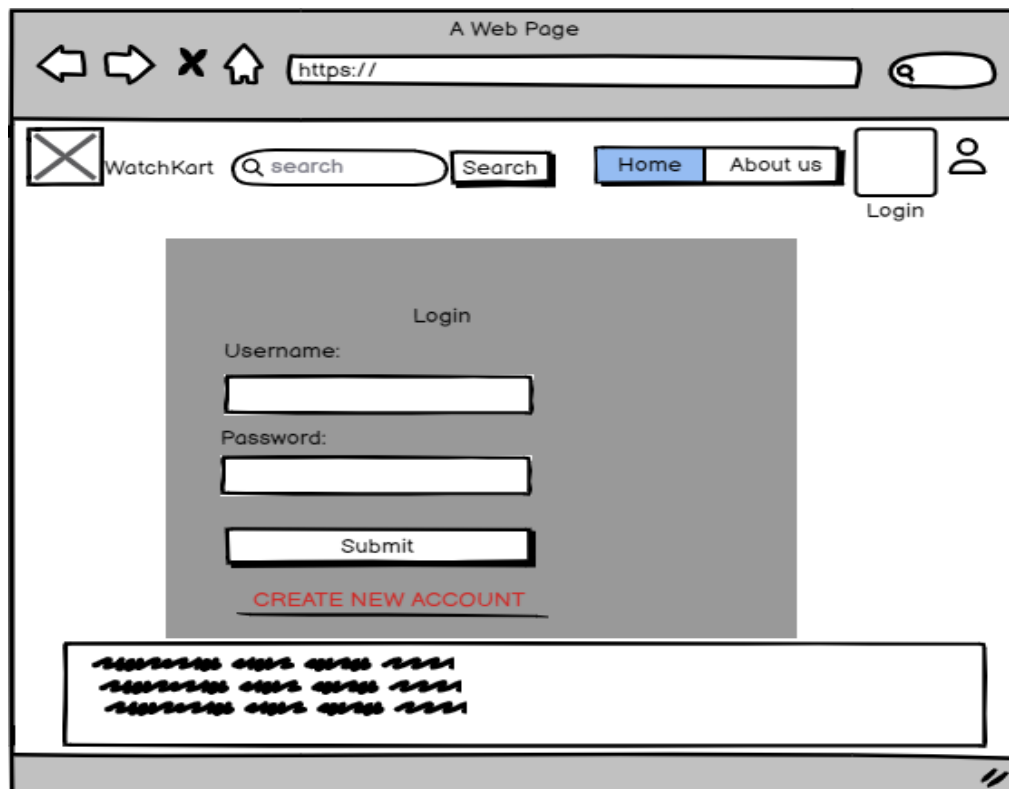 A Web Page
https://
WatchKart search Search Home About us
Login
Login
Username:
Password:
Submit
CREATE NEW ACCOUNT